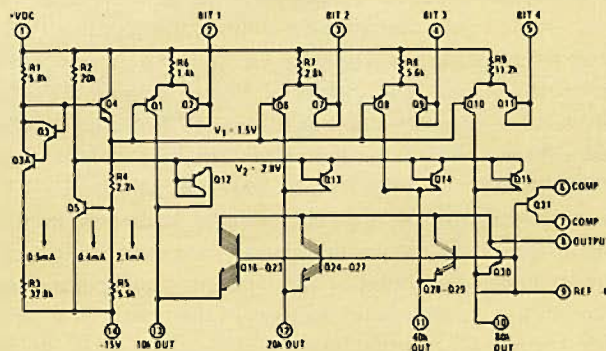 +VDC
BIT 1
BIT 2
BIT 3
BIT 4
1
2
3
4
5
R1
5.8k
R2
20k
R6
1.4k
R7
2.8k
R8
5.6k
R9
11.2k
Q4
Q1
Q2
Q6
Q7
Q8
Q9
Q10
Q11
Q3
Q3A
V1 = 1.5V
V2 = 2.8V
R4
2.2k
Q12
Q13
Q14
Q15
Q5
Q31
6 COMP
7 COMP
8 OUTPUT
9 REF
0.5mA
0.4mA
2.1mA
Q16-Q23
Q24-Q27
Q28-Q29
Q30
R3
32.8k
R5
5.5k
14
13
12
11
10
-15V
10k OUT
20k OUT
40k OUT
80k OUT